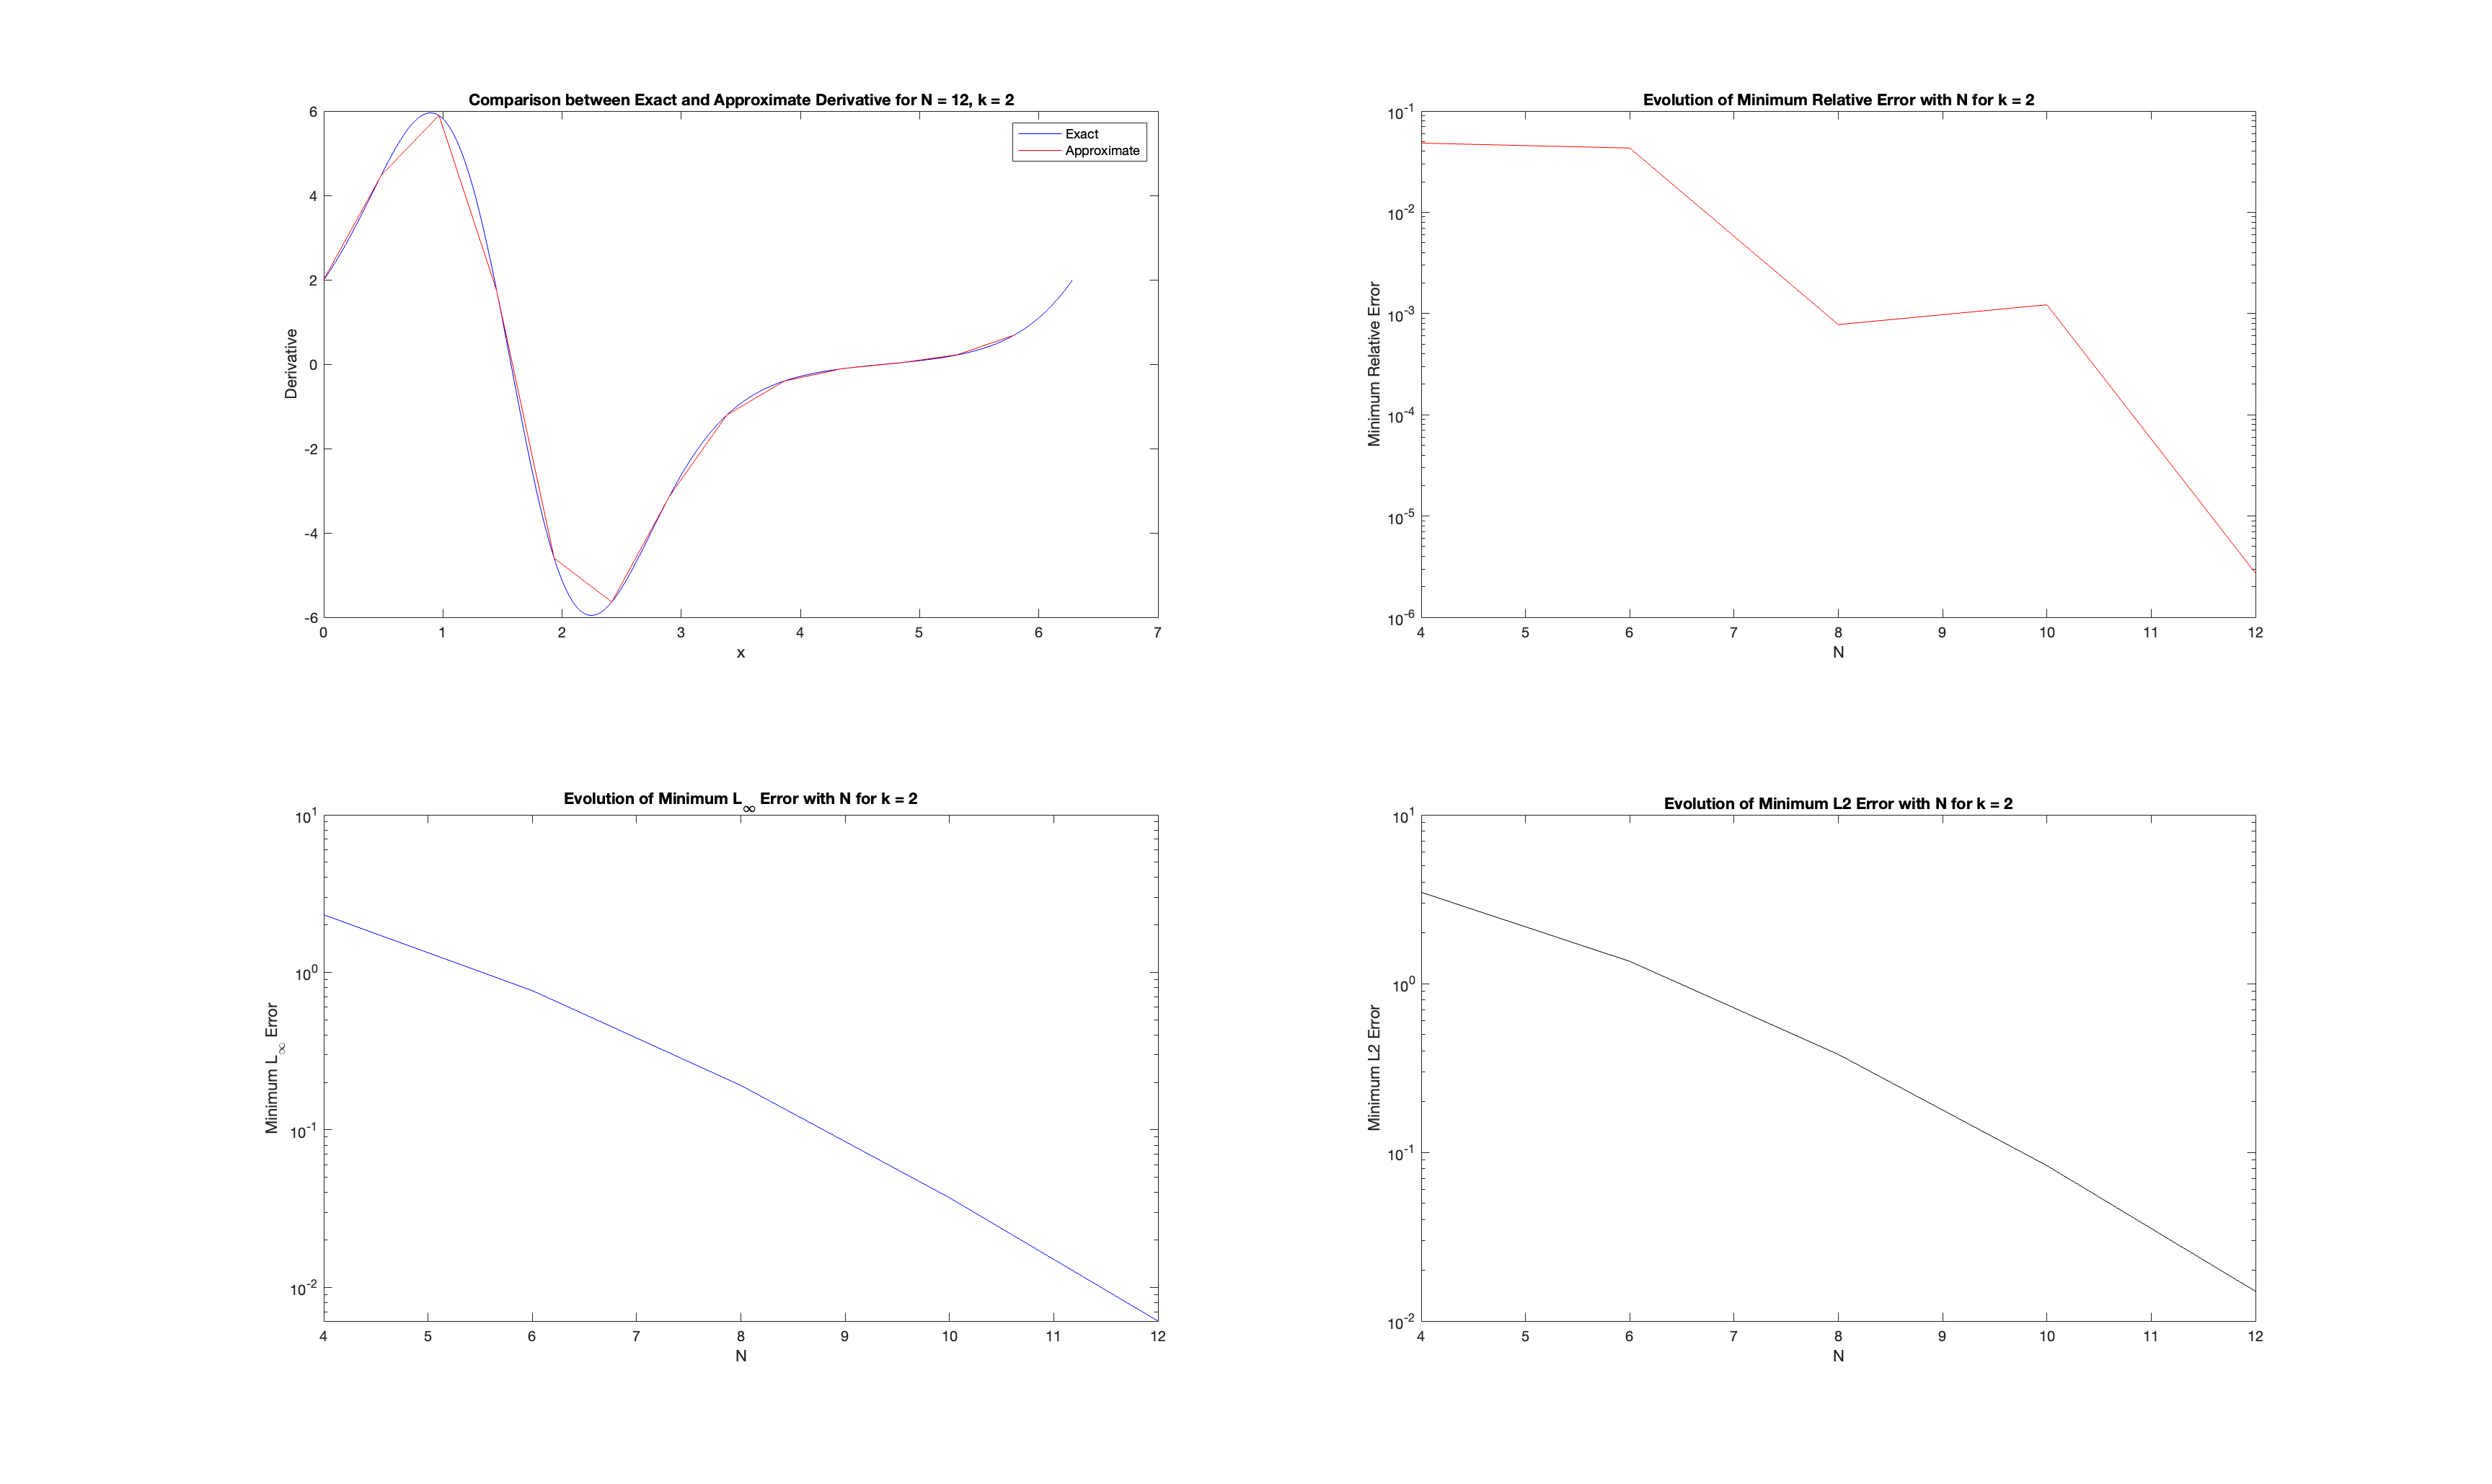 Comparison between Exact and Approximate Derivative for N = 12, k = 2
6
4
2
0
-2
-4
-6
Derivative
Exact
Approximate
0 1 2 3 4 5 6 7
x
Evolution of Minimum Relative Error with N for k = 2
10^-1
10^-2
10^-3
10^-4
10^-5
10^-6
Minimum Relative Error
4 5 6 7 8 9 10 11 12
N
Evolution of Minimum L_∞ Error with N for k = 2
10^1
10^0
10^-1
10^-2
Minimum L_∞ Error
4 5 6 7 8 9 10 11 12
N
Evolution of Minimum L2 Error with N for k = 2
10^1
10^0
10^-1
10^-2
Minimum L2 Error
4 5 6 7 8 9 10 11 12
N